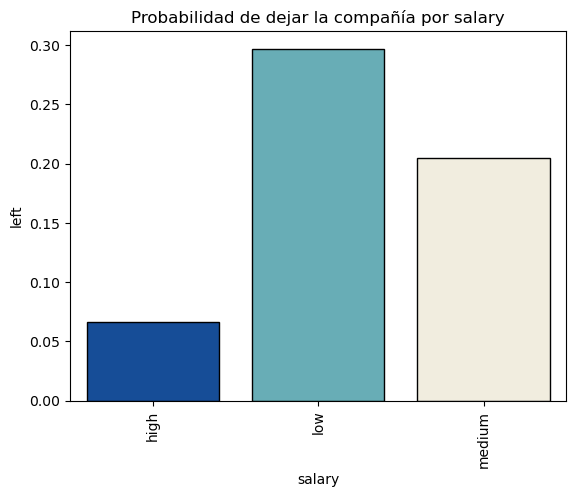 Probabilidad de dejar la compañía por salary
0.30
0.25
0.20
0.15
0.10
0.05
0.00
left
high
low
medium
salary